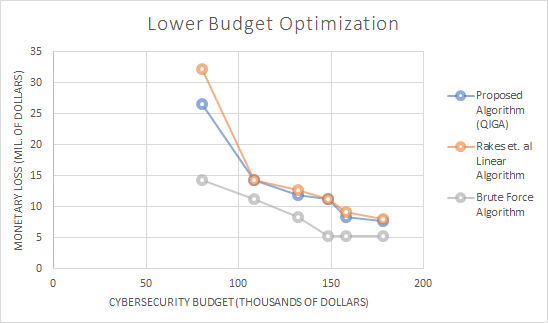 Lower Budget Optimization
35
30
25
20
15
10
5
0
MONETARY LOSS (MIL. OF DOLLARS)
0 50 100 150 200
CYBERSECURITY BUDGET (THOUSANDS OF DOLLARS)
Proposed
Algorithm
(QIGA)
Rakes et. al
Linear
Algorithm
Brute Force
Algorithm